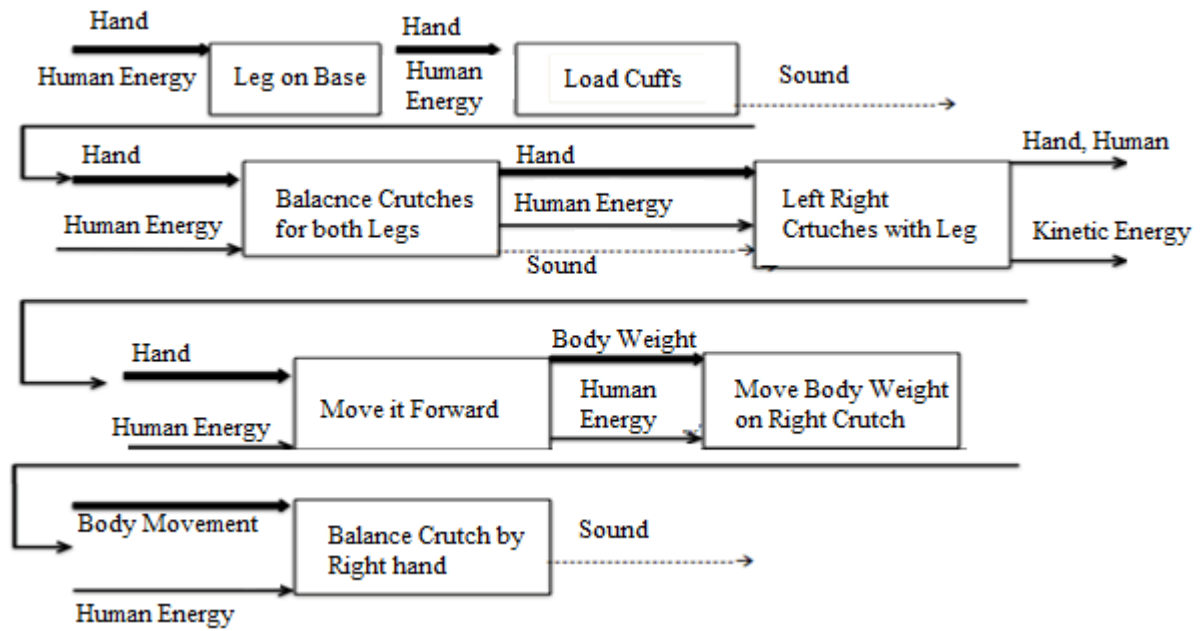 Hand
Hand
Human Energy
Leg on Base
Human
Energy
Load Cuffs
Sound
Hand
Hand
Hand, Human
Human Energy
Balacnce Crutches
for both Legs
Human Energy
Sound
Left Right
Crtuches with Leg
Kinetic Energy
Hand
Human Energy
Move it Forward
Body Weight
Human
Energy
Move Body Weight
on Right Crutch
Body Movement
Human Energy
Balance Crutch by
Right hand
Sound